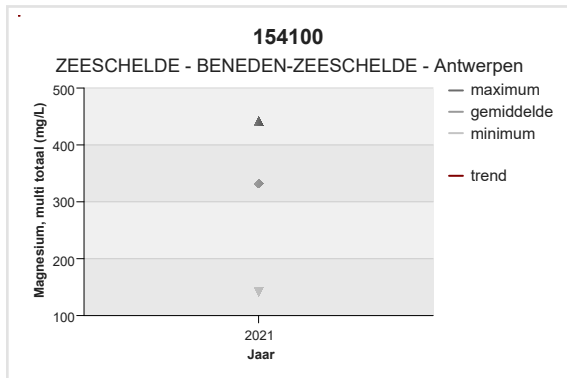 154100
ZEESCHELDE - BENEDEN-ZEESCHELDE - Antwerpen
Magnesium, multi totaal (mg/L)
500
400
300
200
100
2021
Jaar
maximum
gemiddelde
minimum
trend